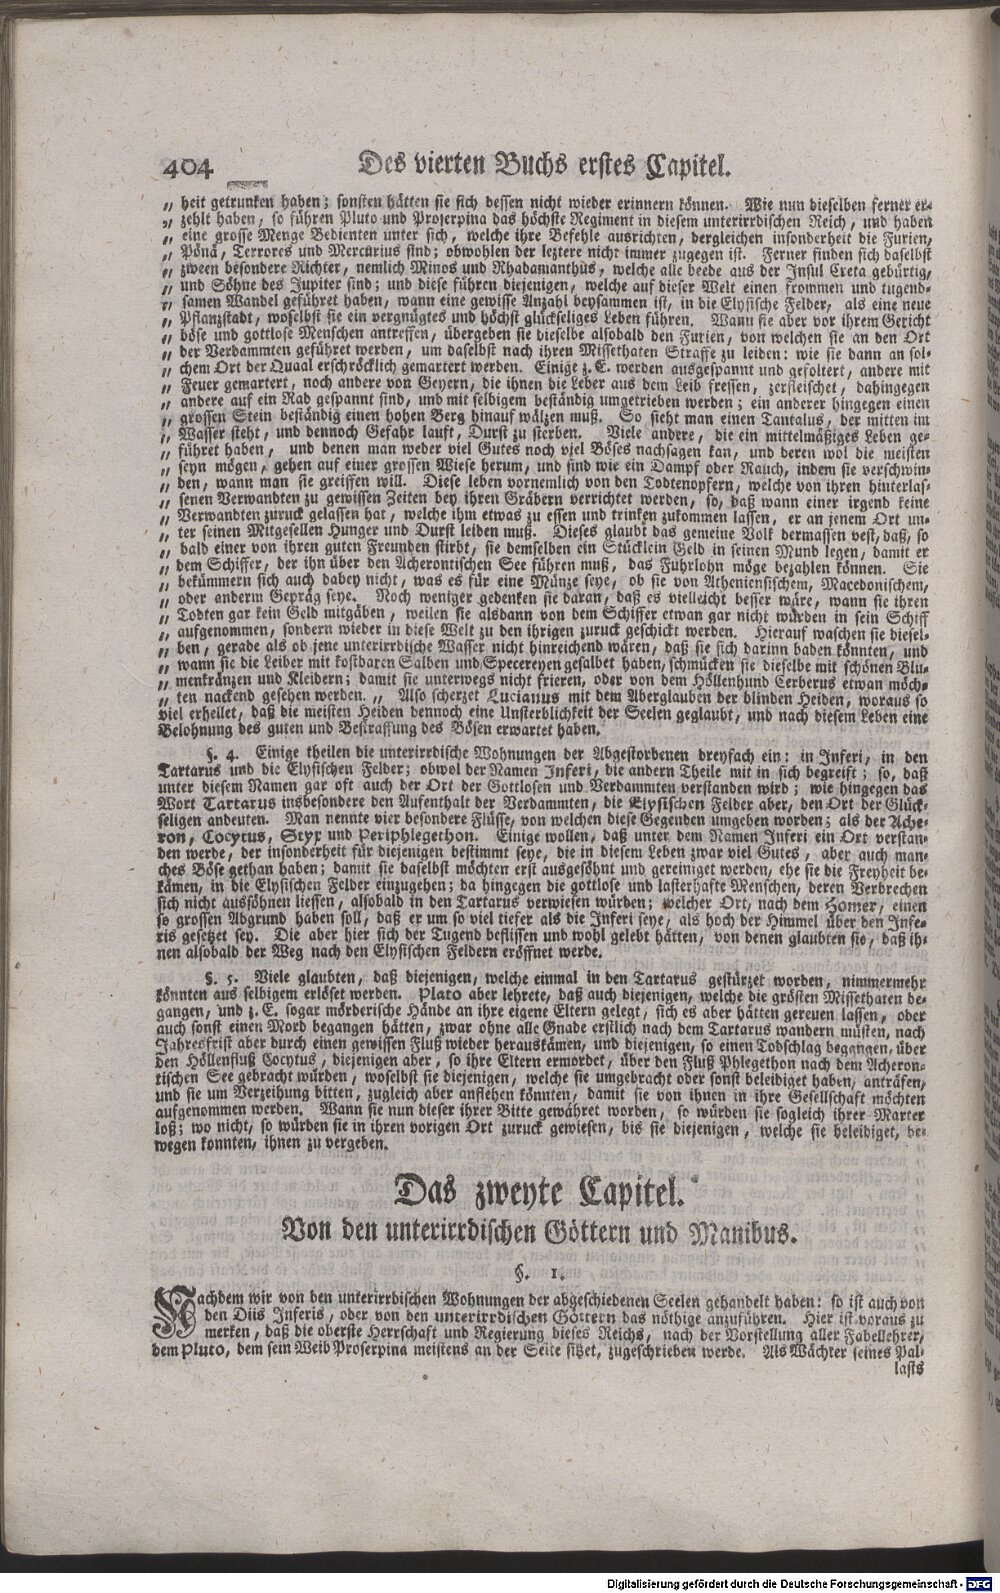 404 Des vierten Buchs erstes Capitel.
„ heit getrunken haben; sonsten hätten sie sich dessen nicht wieder erinnern können. Wie nun dieselben ferner er-
„ zehlt haben, so führen Pluto und Proserpina das höchste Regiment in diesem unterirrdischen Reich, und haben
„ eine grosse Menge Bedienten unter sich, welche ihre Befehle ausrichten, dergleichen insonderheit die Furien,
„ Pönä, Terrores und Mercurius sind; obwohlen der leztere nicht immer zugegen ist. Ferner finden sich daselbst
„ zween besondere Richter, nemlich Minos und Rhadamanthus, welche alle beede aus der Insul Creta gebürtig,
„ und Söhne des Jupiter sind; und diese führen diejenigen, welche auf dieser Welt einen frommen und tugend-
„ samen Wandel geführet haben, wann eine gewisse Anzahl beysammen ist, in die Elysische Felder, als eine neue
„ Pflanzstadt, woselbst sie ein vergnügtes und höchst glückseliges Leben führen. Wann sie aber vor ihrem Gericht
„ böse und gottlose Menschen antreffen, übergeben sie dieselbe alsobald den Furien, von welchen sie an den Ort
„ der Verdammten geführet werden, um daselbst nach ihren Missethaten Straffe zu leiden: wie sie dann an sol-
„ chem Ort der Quaal erschröcklich gemartert werden. Einige z. E. werden ausgespannt und gefoltert, andere mit
„ Feuer gemartert, noch andere von Geyern, die ihnen die Leber aus dem Leib fressen, zerfleischet, dahingegen
„ andere auf ein Rad gespannt sind, und mit selbigem beständig umgetrieben werden; ein anderer hingegen einen
„ grossen Stein beständig einen hohen Berg hinauf wälzen muß. So sieht man einen Tantalus, der mitten im
„ Wasser steht, und dennoch Gefahr lauft, Durst zu sterben. Viele andere, die ein mittelmäßiges Leben ge-
„ führet haben, und denen man weder viel Gutes noch viel Böses nachsagen kan, und deren wol die meisten
„ seyn mögen, gehen auf einer grossen Wiese herum, und sind wie ein Dampf oder Rauch, indem sie verschwin-
„ den, wann man sie greiffen will. Diese leben vornemlich von den Todtenopfern, welche von ihren hinterlas-
„ senen Verwandten zu gewissen Zeiten bey ihren Gräbern verrichtet werden, so, daß wann einer irgend keine
„ Verwandten zuruck gelassen hat, welche ihm etwas zu essen und trinken zukommen lassen, er an jenem Ort un-
„ ter seinen Mitgesellen Hunger und Durst leiden muß. Dieses glaubt das gemeine Volk dermassen vest, daß, so
„ bald einer von ihren guten Freunden stirbt, sie demselben ein Stücklein Geld in seinen Mund legen, damit er
„ dem Schiffer, der ihn über den Acherontischen See führen muß, das Fuhrlohn möge bezahlen können. Sie
„ bekümmern sich auch dabey nicht, was es für eine Münze seye, ob sie von Atheniensischem, Macedonischem,
„ oder anderm Gepräg seye. Noch weniger gedenken sie daran, daß es vielleicht besser wäre, wann sie ihren
„ Todten gar kein Geld mitgäben, weilen sie alsdann von dem Schiffer etwan gar nicht würden in sein Schiff
„ aufgenommen, sondern wieder in diese Welt zu den ihrigen zuruck geschickt werden. Hierauf waschen sie diesel-
„ ben, gerade als ob jene unterirrdische Wasser nicht hinreichend wären, daß sie sich darinn baden könnten, und
„ wann sie die Leiber mit kostbaren Salben und Specereyen gesalbet haben, schmücken sie dieselbe mit schönen Blu-
„ menkränzen und Kleidern; damit sie unterwegs nicht frieren, oder von dem Höllenhund Cerberus etwan möch-
„ ten nackend gesehen werden. „ Also scherzet Lucianus mit dem Aberglauben der blinden Heiden, woraus so
viel erhellet, daß die meisten Heiden dennoch eine Unsterblichkeit der Seelen geglaubt, und nach diesem Leben eine
Belohnung des guten und Bestraffung des Bösen erwartet haben.
§. 4. Einige theilen die unterirrdische Wohnungen der Abgestorbenen dreyfach ein: in Inferi, in den
Tartarus und die Elysischen Felder; obwol der Namen Inferi, die andern Theile mit in sich begreift; so, daß
unter diesem Namen gar oft auch der Ort der Gottlosen und Verdammten verstanden wird; wie hingegen das
Wort Tartarus insbesondere den Aufenthalt der Verdammten, die Elysischen Felder aber, den Ort der Glück-
seligen andeuten. Man nennte vier besondere Flüsse, von welchen diese Gegenden umgeben worden; als der Ache-
ron, Cocytus, Styx und Periphlegethon. Einige wollen, daß unter dem Namen Inferi ein Ort verstan-
den werde, der insonderheit für diejenigen bestimmt seye, die in diesem Leben zwar viel Gutes, aber auch man-
ches Böse gethan haben; damit sie daselbst möchten erst ausgesöhnt und gereiniget werden, ehe sie die Freyheit be-
kämen, in die Elysischen Felder einzugehen; da hingegen die gottlose und lasterhafte Menschen, deren Verbrechen
sich nicht aussöhnen liessen, alsobald in den Tartarus verwiesen würden; welcher Ort, nach dem Homer, einen
so grossen Abgrund haben soll, daß er um so viel tiefer als die Inferi seye, als hoch der Himmel über den Infe-
ris gesetzet sey. Die aber hier sich der Tugend beflissen und wohl gelebt hätten, von denen glaubten sie, daß ih-
nen alsobald der Weg nach den Elysischen Feldern eröffnet werde.
§. 5. Viele glaubten, daß diejenigen, welche einmal in den Tartarus gestürzet worden, nimmermehr
könnten aus selbigem erlöset werden. Plato aber lehrete, daß auch diejenigen, welche die grösten Missethaten be-
gangen, und z. E. sogar mörderische Hände an ihre eigene Eltern gelegt, sich es aber hätten gereuen lassen, oder
auch sonst einen Mord begangen hätten, zwar ohne alle Gnade erstlich nach dem Tartarus wandern müsten, nach
Jahresfrist aber durch einen gewissen Fluß wieder herauskämen, und diejenigen, so einen Todschlag begangen, über
den Höllenfluß Cocytus, diejenigen aber, so ihre Eltern ermordet, über den Fluß Phlegethon nach dem Acheron-
tischen See gebracht würden, woselbst sie diejenigen, welche sie umgebracht oder sonst beleidiget haben, anträfen,
und sie um Verzeihung bitten, zugleich aber anflehen könnten, damit sie von ihnen in ihre Gesellschaft möchten
aufgenommen werden. Wann sie nun dieser ihrer Bitte gewähret worden, so würden sie sogleich ihrer Marter
loß; wo nicht, so würden sie in ihren vorigen Ort zuruck gewiesen, bis sie diejenigen, welche sie beleidiget, be-
wegen konnten, ihnen zu vergeben.
Das zweyte Capitel.
Von den unterirrdischen Göttern und Manibus.
§. 1.
Nachdem wir von den unterirrdischen Wohnungen der abgeschiedenen Seelen gehandelt haben: so ist auch von
den Diis Inferis, oder von den unterirrdischen Göttern das nöthige anzuführen. Hier ist voraus zu
merken, daß die oberste Herrschaft und Regierung dieses Reichs, nach der Vorstellung aller Fabellehrer,
dem Pluto, dem sein Weib Proserpina meistens an der Seite sitzet, zugeschrieben werde. Als Wächter seines Pal-
lasts
Digitalisierung gefördert durch die Deutsche Forschungsgemeinschaft - DFG